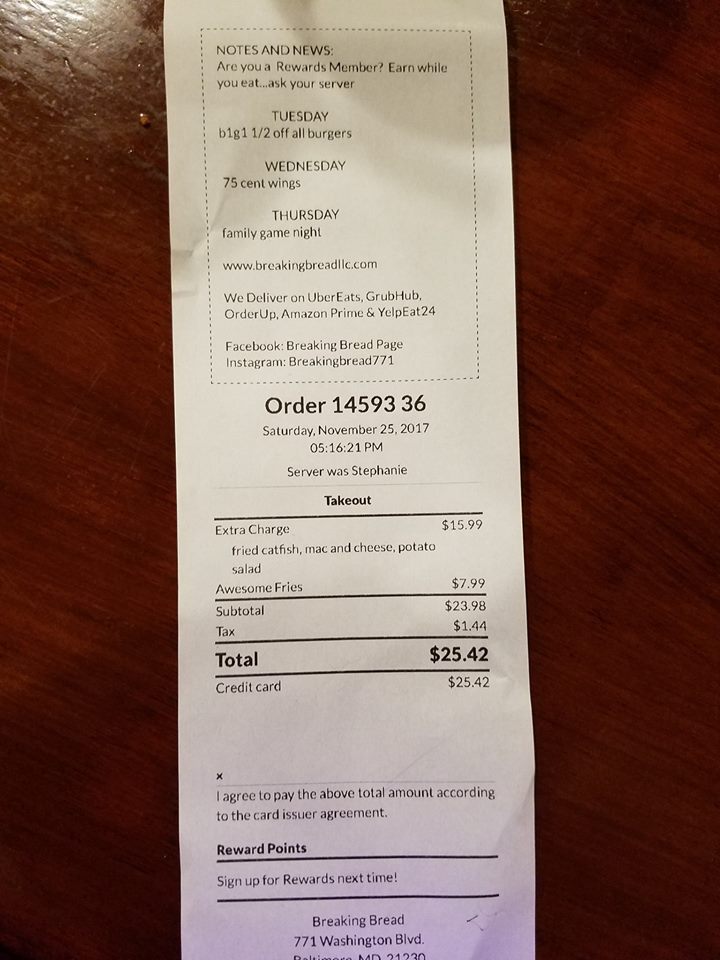 NOTES AND NEWS:
Are you a Rewards Member? Earn while
you eat...ask your server
TUESDAY
b1g1 1/2 off all burgers
WEDNESDAY
75 cent wings
THURSDAY
family game night
www.breakingbreadllc.com
We Deliver on UberEats, GrubHub,
OrderUp, Amazon Prime & YelpEat24
Facebook: Breaking Bread Page
Instagram: Breakingbread771
Order 14593 36
Saturday, November 25, 2017
05:16:21 PM
Server was Stephanie
Takeout
Extra Charge $15.99
fried catfish, mac and cheese, potato
salad
Awesome Fries $7.99
Subtotal $23.98
Tax $1.44
Total $25.42
Credit card $25.42
x
I agree to pay the above total amount according
to the card issuer agreement.
Reward Points
Sign up for Rewards next time!
Breaking Bread
771 Washington Blvd.
Baltimore, MD 21230